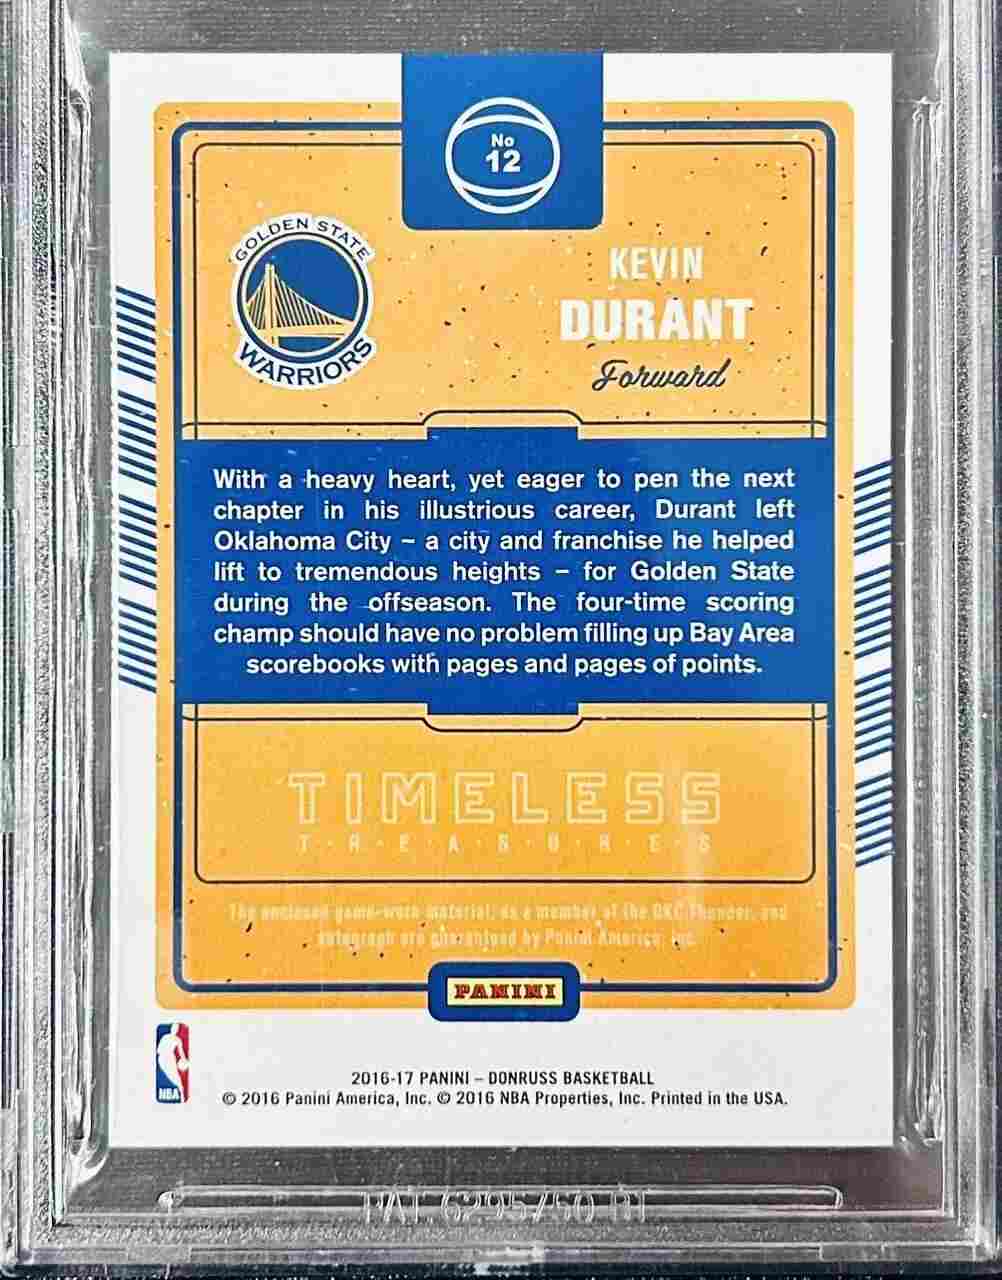 No
12
GOLDEN STATE
WARRIORS
KEVIN
DURANT
Forward
With a heavy heart, yet eager to pen the next
chapter in his illustrious career, Durant left
Oklahoma City – a city and franchise he helped
lift to tremendous heights – for Golden State
during the offseason. The four-time scoring
champ should have no problem filling up Bay Area
scorebooks with pages and pages of points.
TIMELESS
T·R·E·A·S·U·R·E·S
The enclosed game-worn material, as a member of the OKC Thunder, and
autograph are guaranteed by Panini America, Inc.
PANINI
NBA
2016-17 PANINI – DONRUSS BASKETBALL
© 2016 Panini America, Inc. © 2016 NBA Properties, Inc. Printed in the USA.